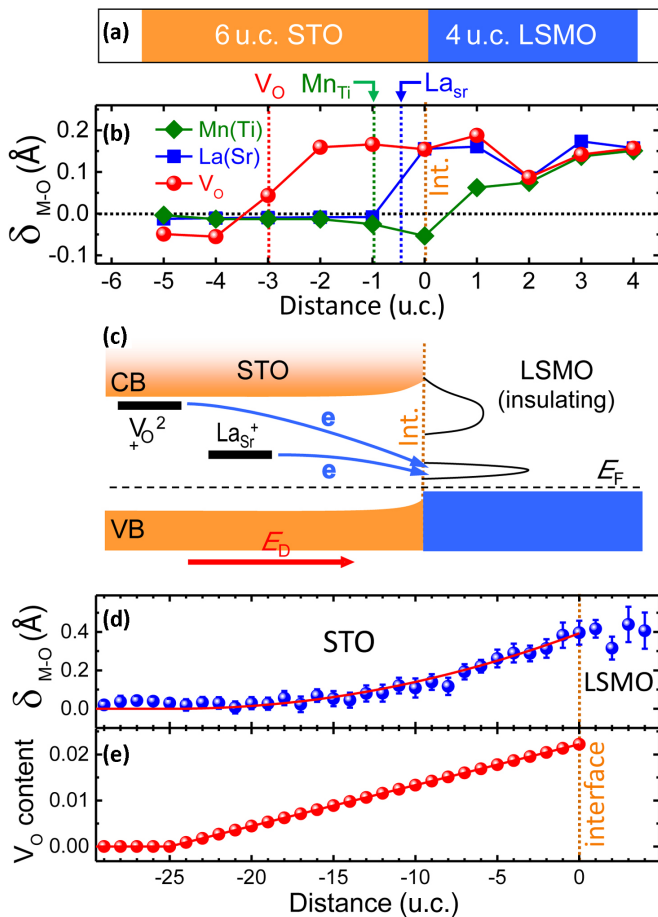 (a) 6 u.c. STO 4 u.c. LSMO
V_O Mn_Ti La_sr
(b)
Mn(Ti)
La(Sr)
V_O
Int.
δ_M-O (Å)
0.2
0.1
0.0
-0.1
-6 -5 -4 -3 -2 -1 0 1 2 3 4
Distance (u.c.)
(c)
STO
LSMO
(insulating)
CB
V_O²
+
La_Sr⁺
e
e
Int.
E_F
VB
E_D
(d)
δ_M-O (Å)
0.4
0.2
0.0
STO
LSMO
(e)
V_O content
0.02
0.01
0.00
interface
-25 -20 -15 -10 -5 0
Distance (u.c.)